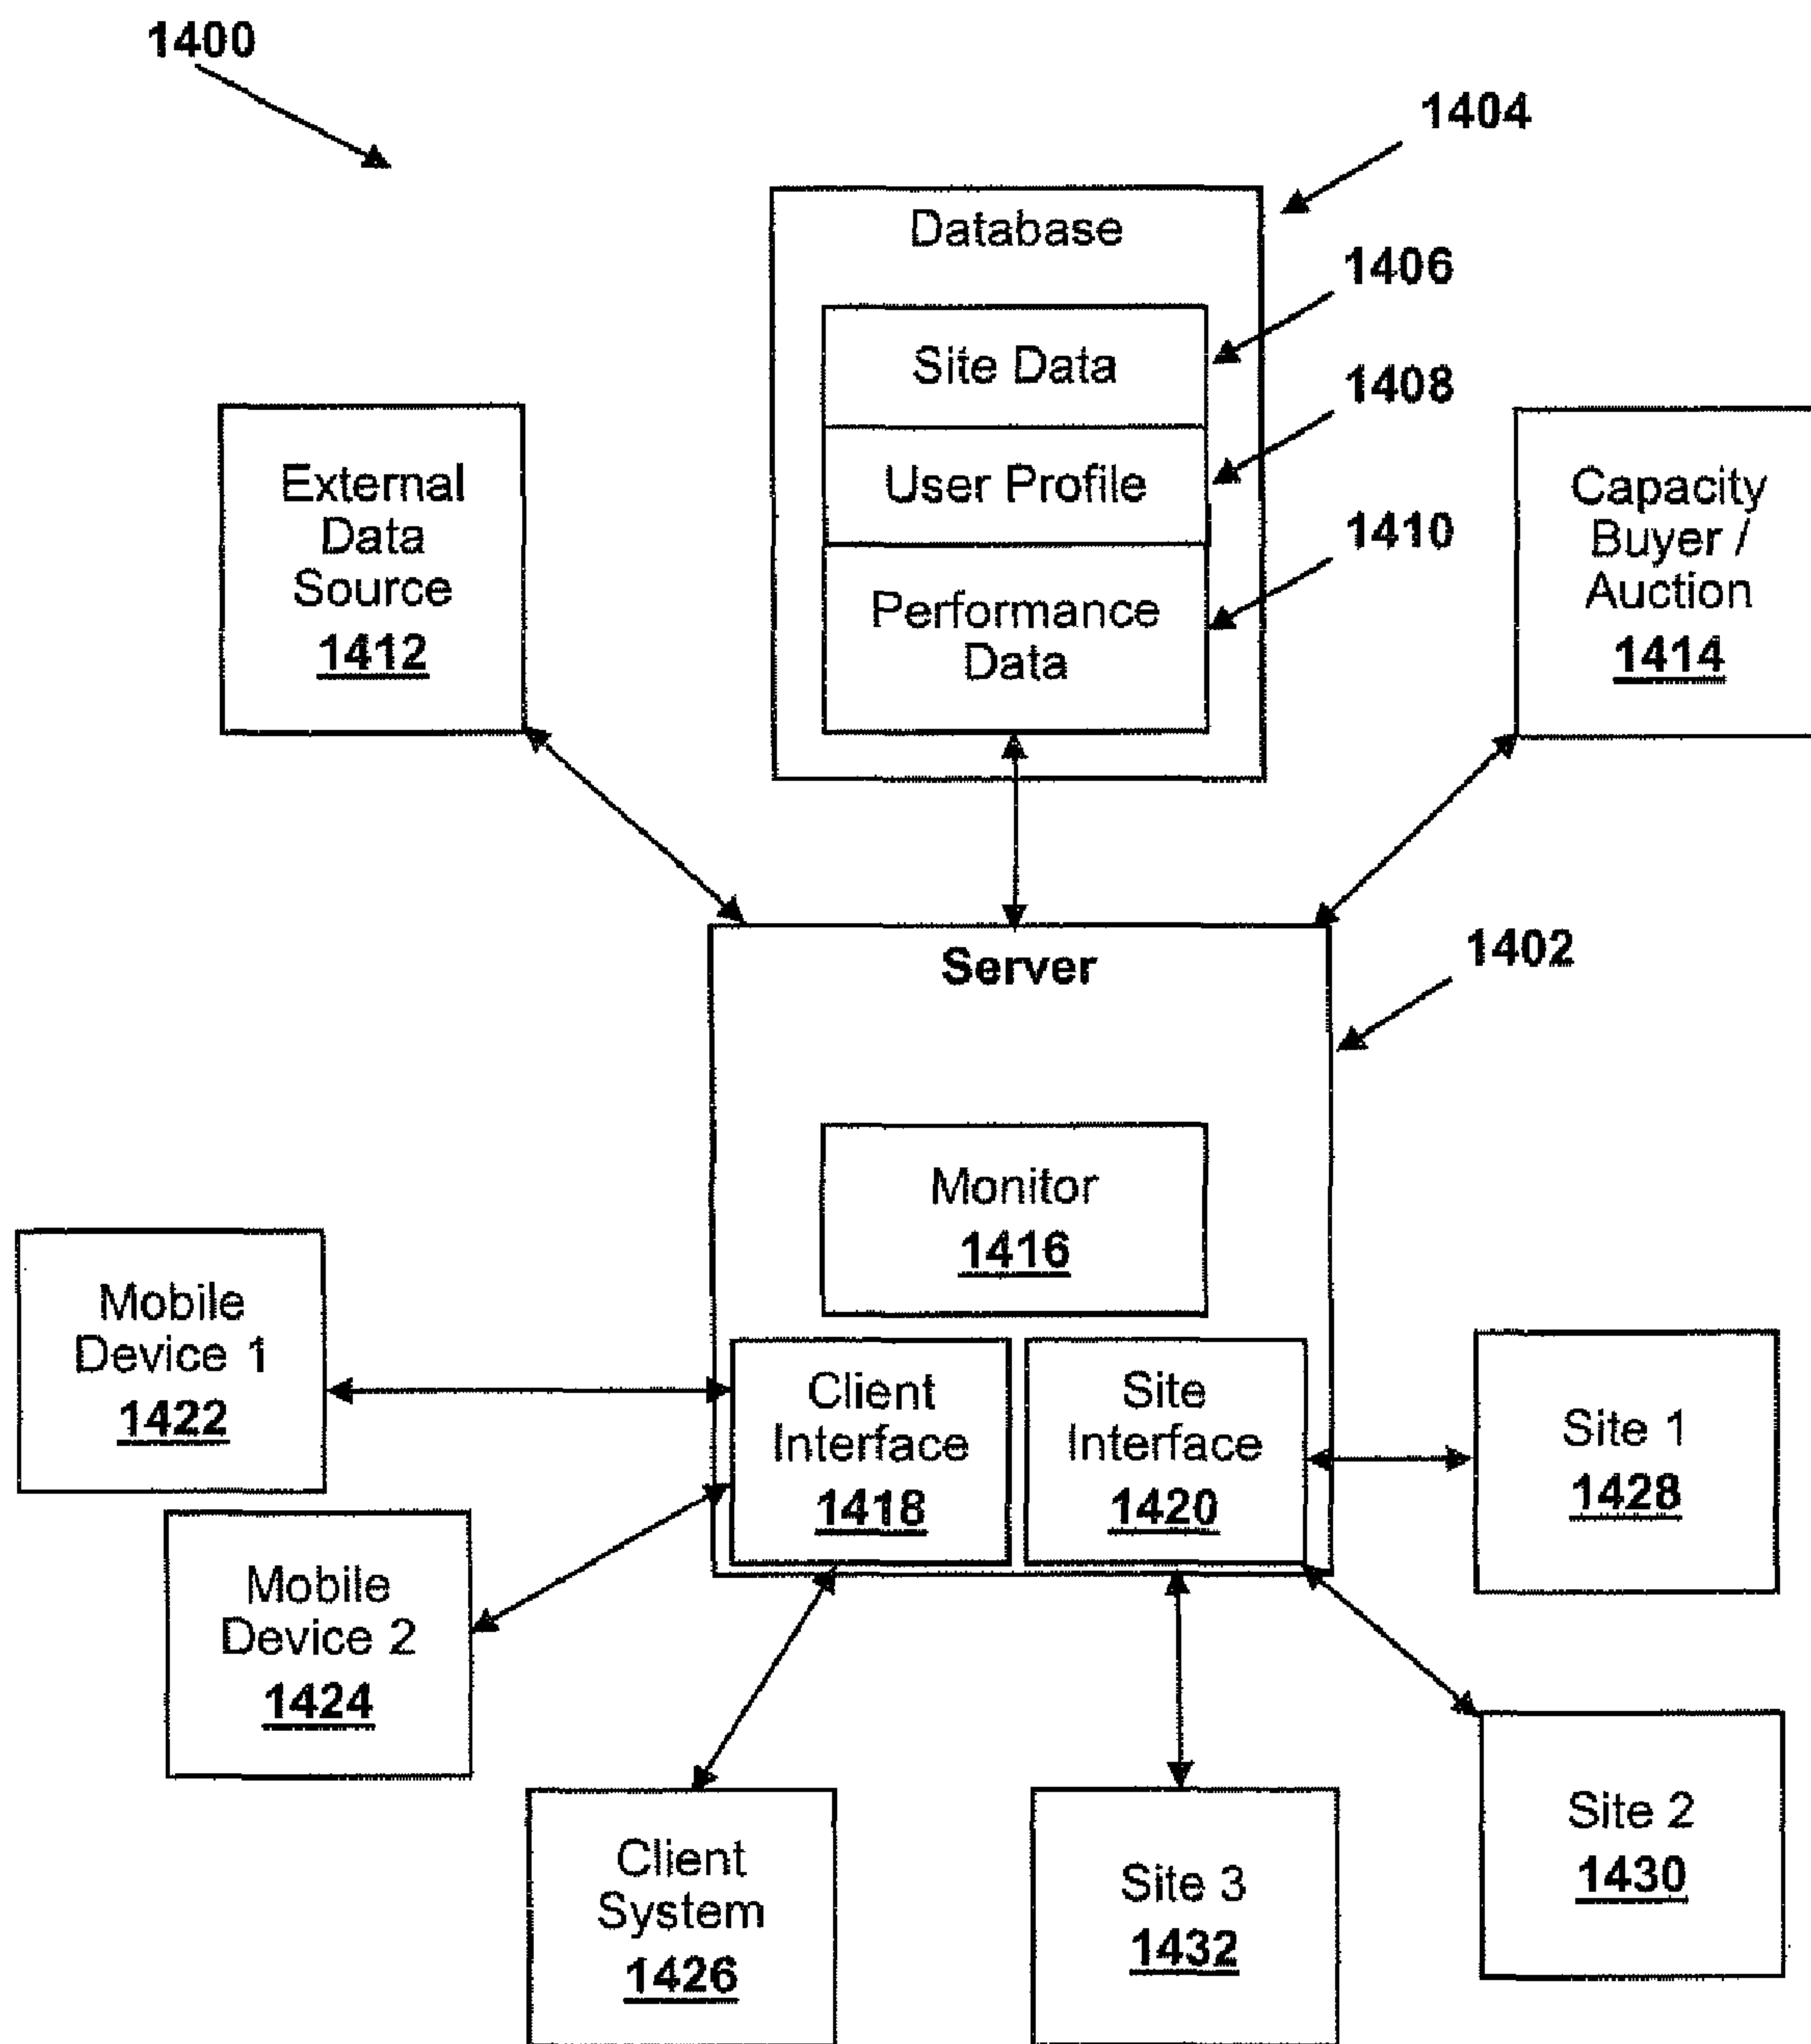 1400
1404
Database
1406
Site Data
1408
User Profile
1410
Performance
Data
External
Data
Source
1412
Capacity
Buyer /
Auction
1414
1402
Server
Monitor
1416
Mobile
Device 1
1422
Client
Interface
1418
Site
Interface
1420
Site 1
1428
Mobile
Device 2
1424
Client
System
1426
Site 3
1432
Site 2
1430